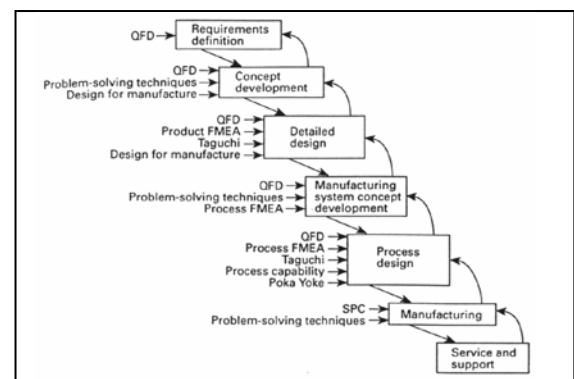 QFD
Requirements
definition
QFD
Problem-solving techniques
Design for manufacture
Concept
development
QFD
Product FMEA
Taguchi
Design for manufacture
Detailed
design
QFD
Problem-solving techniques
Process FMEA
Manufacturing
system concept
development
QFD
Process FMEA
Taguchi
Process capability
Poka Yoke
Process
design
SPC
Problem-solving techniques
Manufacturing
Service and
support